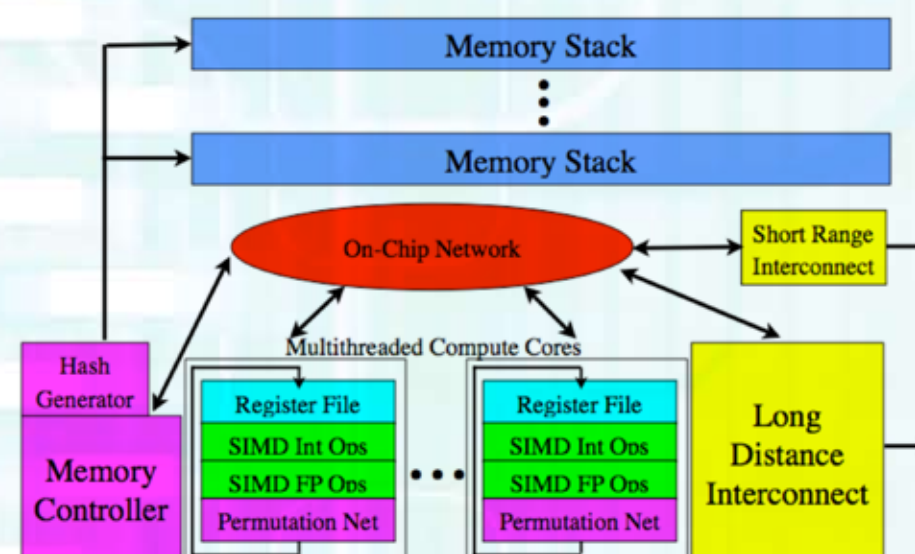 Memory Stack
Memory Stack
On-Chip Network
Short Range
Interconnect
Multithreaded Compute Cores
Hash
Generator
Memory
Controller
Register File
SIMD Int Ops
SIMD FP Ops
Permutation Net
Register File
SIMD Int Ops
SIMD FP Ops
Permutation Net
Long
Distance
Interconnect